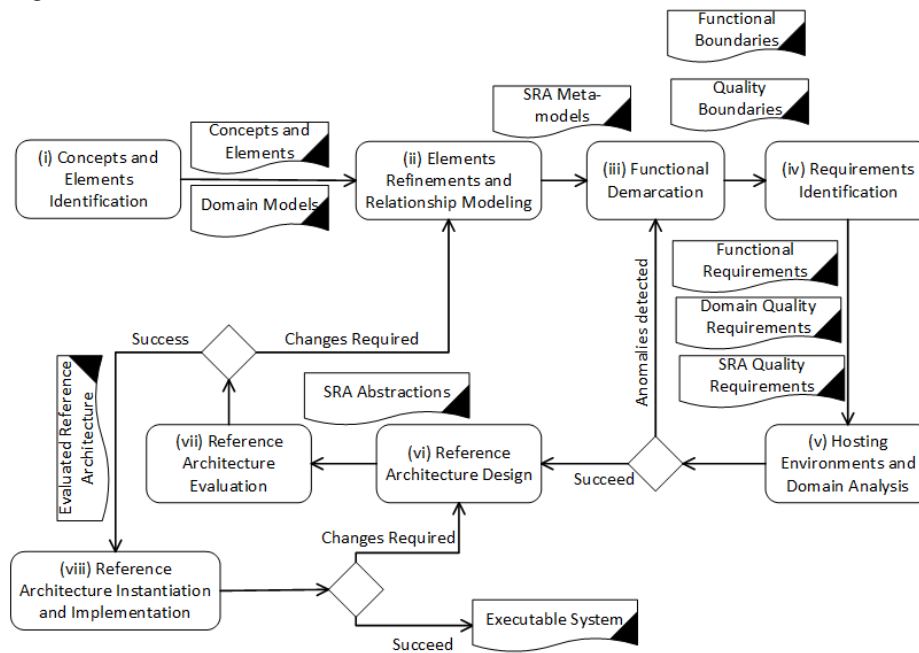 Functional
Boundaries
Quality
Boundaries
SRA Meta-
models
Concepts and
Elements
Domain Models
(i) Concepts and
Elements
Identification
(ii) Elements
Refinements and
Relationship Modeling
(iii) Functional
Demarcation
(iv) Requirements
Identification
Functional
Requirements
Domain Quality
Requirements
SRA Quality
Requirements
Anomalies detected
Success
Changes Required
Evaluated Reference
Architecture
SRA Abstractions
(vii) Reference
Architecture
Evaluation
(vi) Reference
Architecture Design
Succeed
(v) Hosting
Environments and
Domain Analysis
Changes Required
(viii) Reference
Architecture Instantiation
and Implementation
Executable System
Succeed